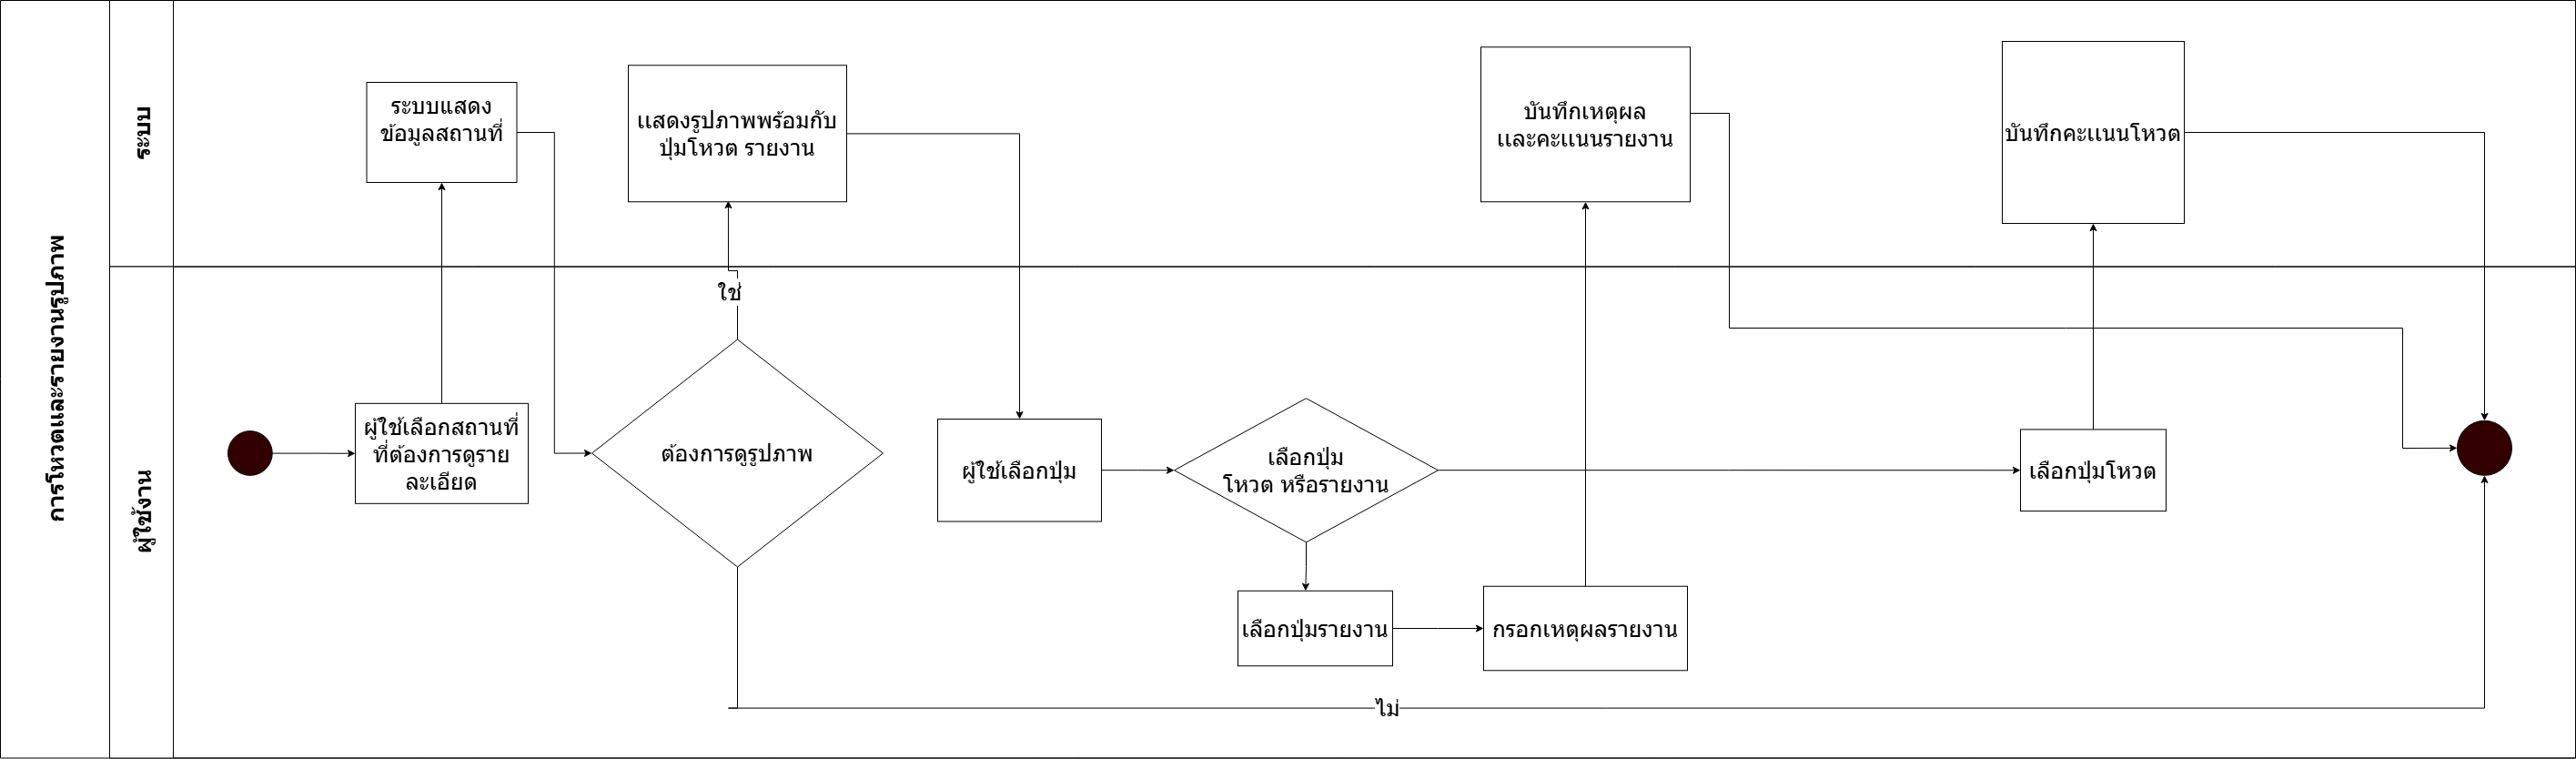 การโหวตและรายงานรูปภาพ
ระบบ
ระบบแสดง
ข้อมูลสถานที่
แสดงรูปภาพพร้อมกับ
ปุ่มโหวต รายงาน
บันทึกเหตุผล
และคะแนนรายงาน
บันทึกคะแนนโหวต
ผู้ใช้งาน
ใช่
ผู้ใช้เลือกสถานที่
ที่ต้องการดูราย
ละเอียด
ต้องการดูรูปภาพ
ผู้ใช้เลือกปุ่ม
เลือกปุ่ม
โหวต หรือรายงาน
เลือกปุ่มโหวต
เลือกปุ่มรายงาน
กรอกเหตุผลรายงาน
ไม่